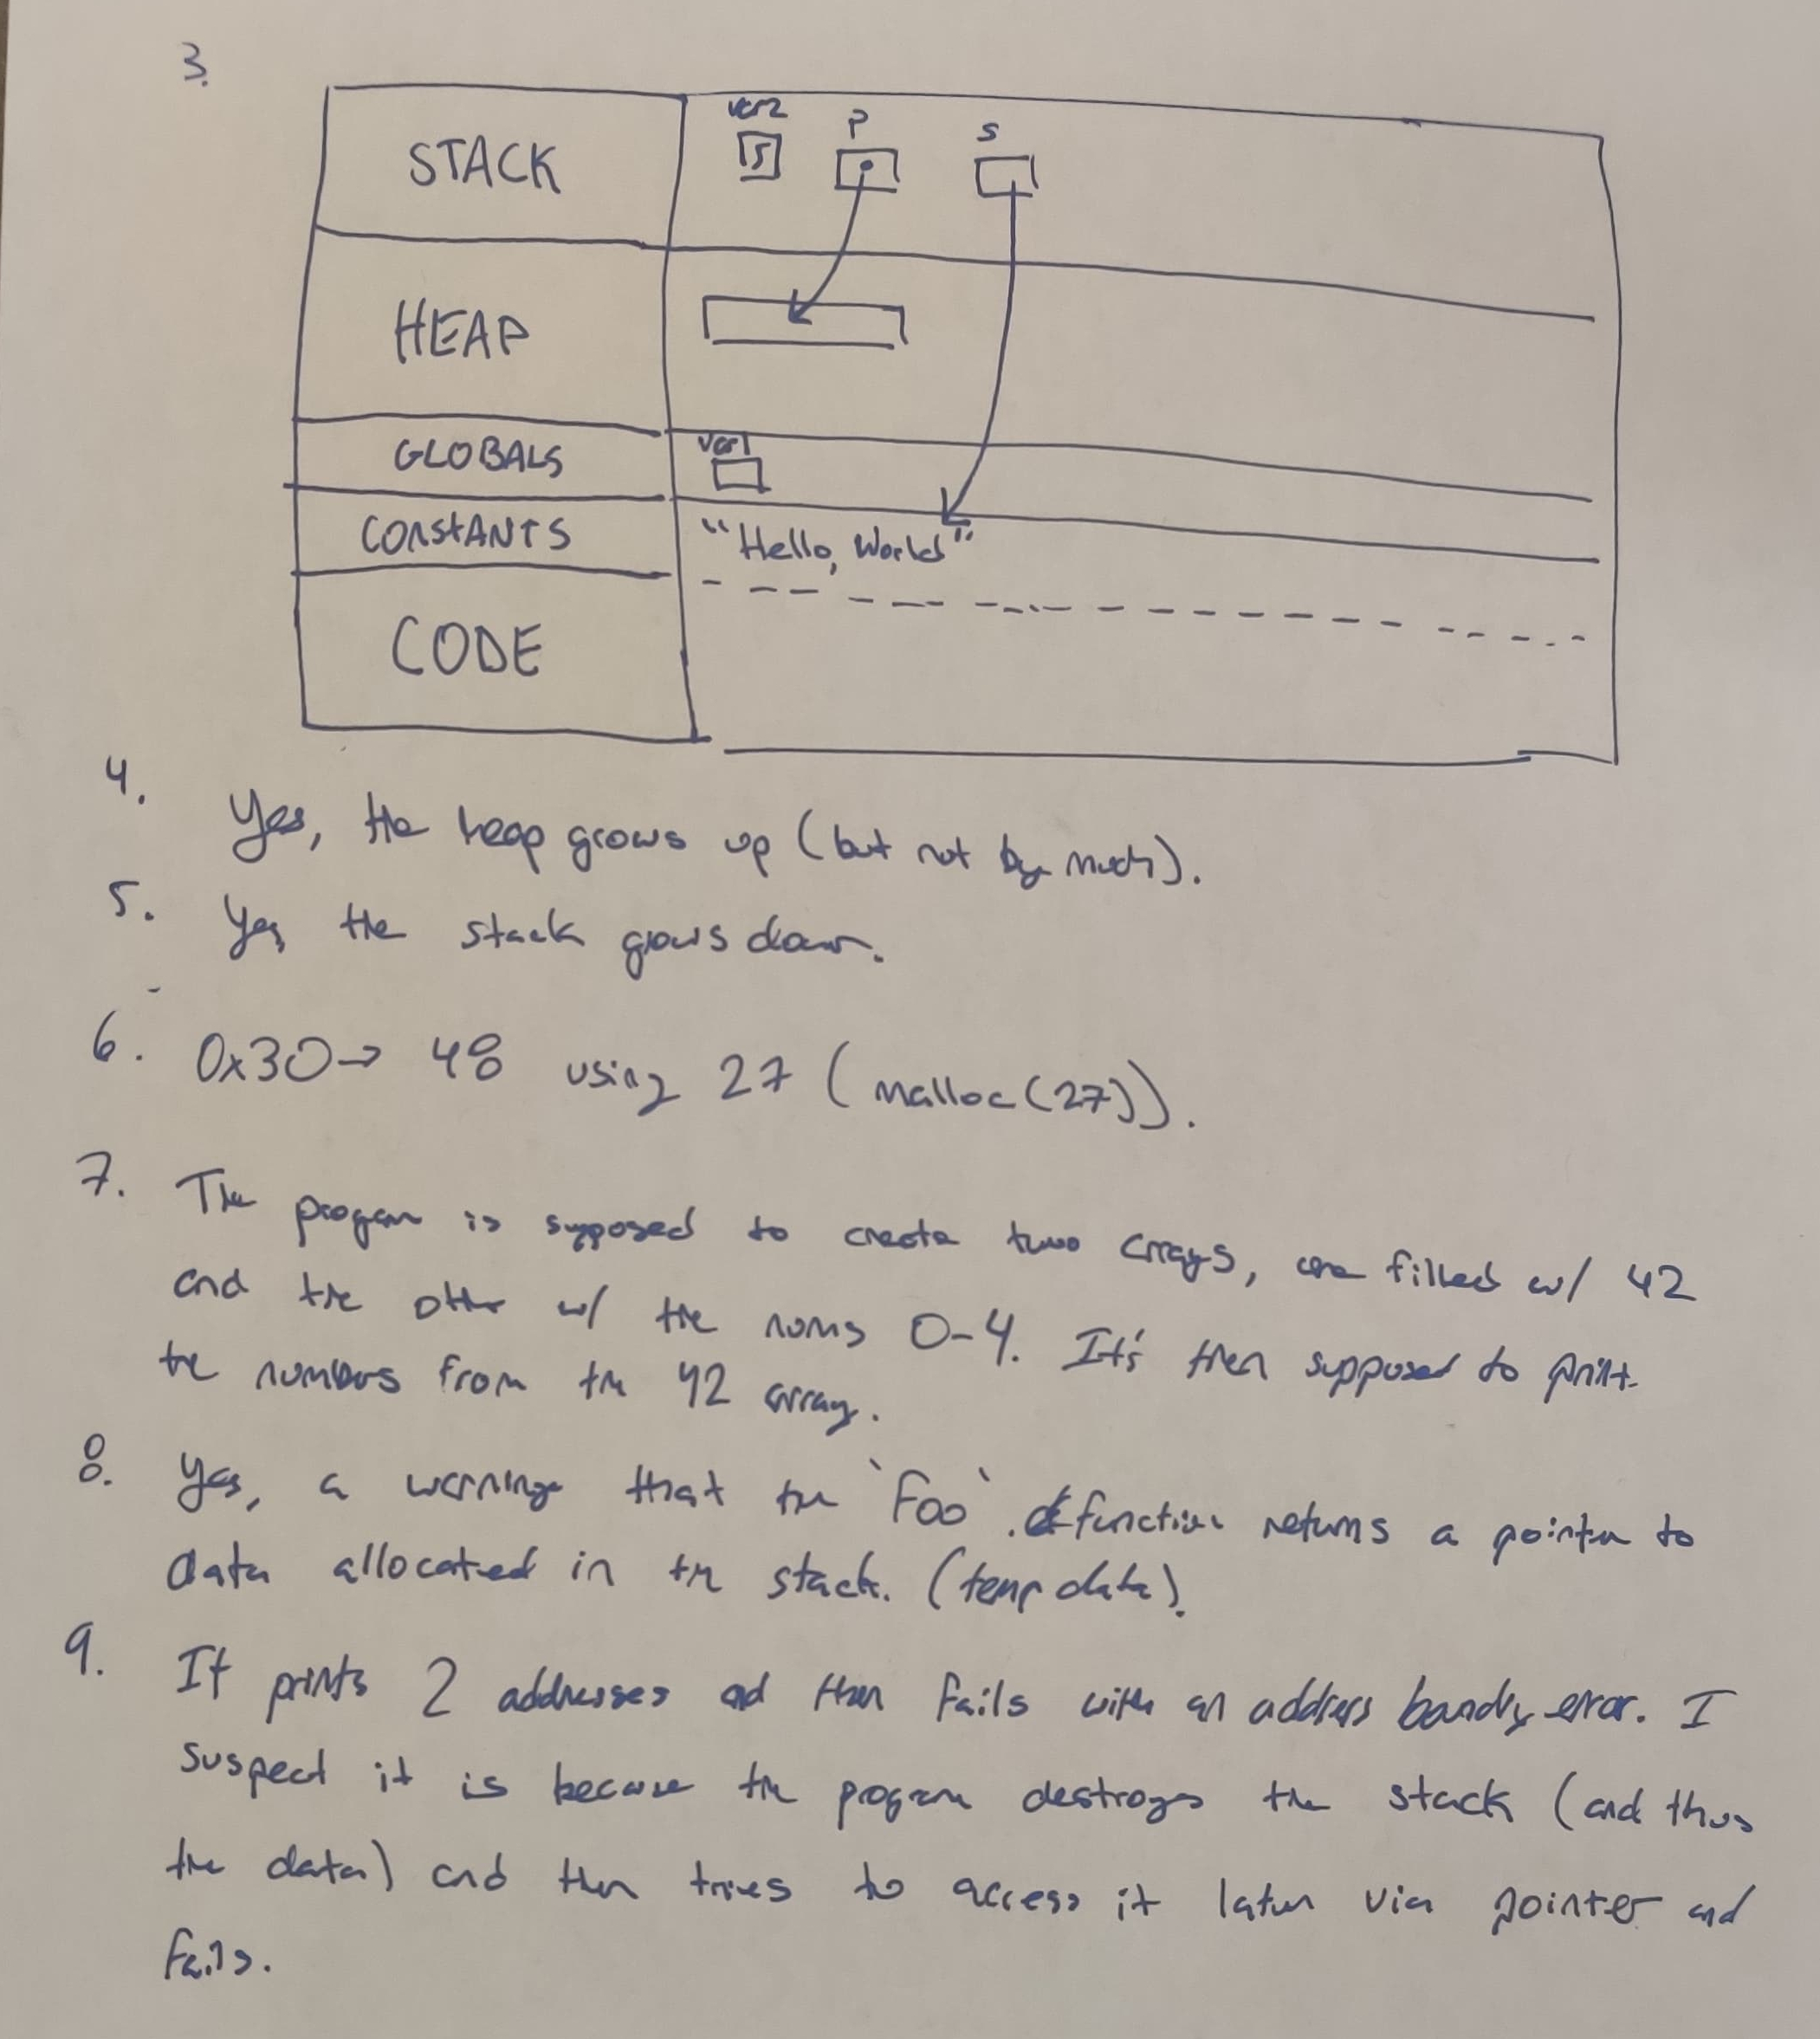 3.
var2 P S
STACK 5
HEAP
GLOBALS var1
CONSTANTS "Hello, World"
CODE
4. Yes, the heap grows up (but not by much).
5. Yes, the stack grows down.
6. 0x30→ 48 using 27 (malloc(27)).
7. The program is supposed to create two arrays, one filled w/ 42
and the other w/ the nums 0-4. It's then supposed to print
the numbers from the 42 array.
8. Yes, a warning that the `foo` function returns a pointer to
data allocated in the stack. (temp data).
9. It prints 2 addresses and then fails with an address error. I
suspect it is because the program destroys the stack (and thus
the data) and then tries to access it later via pointer and
fails.